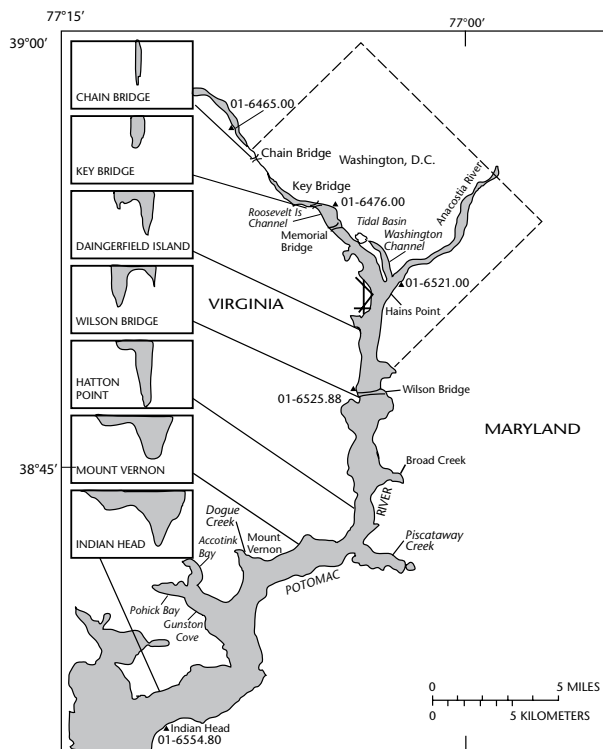 77°15’
77°00’
39°00’
CHAIN BRIDGE
KEY BRIDGE
DAINGERFIELD ISLAND
WILSON BRIDGE
HATTON
POINT
MOUNT VERNON
INDIAN HEAD
38°45’
01-6465.00
Chain Bridge
Washington, D.C.
Key Bridge
01-6476.00
Roosevelt Is
Channel
Memorial
Bridge
Tidal Basin
Washington
Channel
Anacostia River
01-6521.00
Hains Point
VIRGINIA
Wilson Bridge
01-6525.88
MARYLAND
Broad Creek
RIVER
Dogue
Creek
Mount
Vernon
Accotink
Bay
Piscataway
Creek
POTOMAC
Pohick Bay
Gunston
Cove
Indian Head
01-6554.80
0 5 MILES
0 5 KILOMETERS